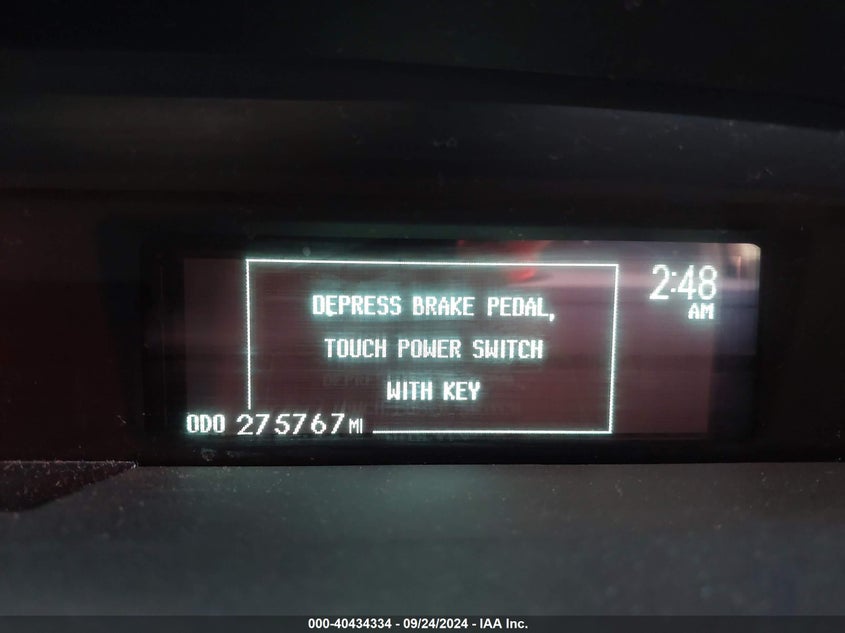 DEPRESS BRAKE PEDAL,
TOUCH POWER SWITCH
WITH KEY
2:48
AM
ODO 275767 MI
000-40434334 - 09/24/2024 - IAA Inc.